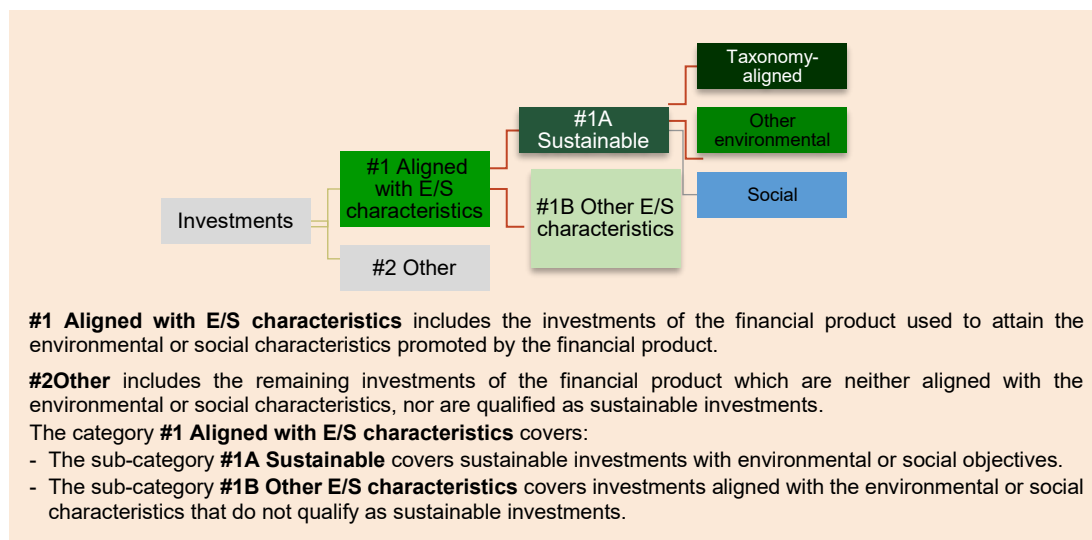 Taxonomy-
aligned
#1A
Sustainable
Other
environmental
#1 Aligned
with E/S
characteristics
Social
#1B Other E/S
characteristics
Investments
#2 Other
#1 Aligned with E/S characteristics includes the investments of the financial product used to attain the
environmental or social characteristics promoted by the financial product.
#2Other includes the remaining investments of the financial product which are neither aligned with the
environmental or social characteristics, nor are qualified as sustainable investments.
The category #1 Aligned with E/S characteristics covers:
- The sub-category #1A Sustainable covers sustainable investments with environmental or social objectives.
- The sub-category #1B Other E/S characteristics covers investments aligned with the environmental or social
characteristics that do not qualify as sustainable investments.